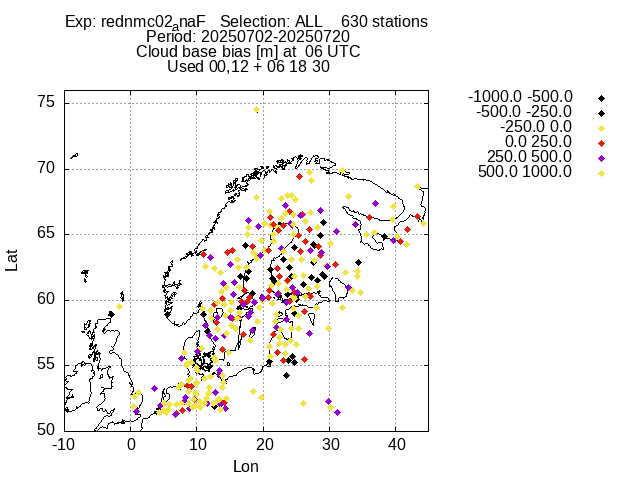 Exp: rednmc02anaF Selection: ALL 630 stations
Period: 20250702-20250720
Cloud base bias [m] at 06 UTC
Used 00,12 + 06 18 30
-1000.0 -500.0
-500.0 -250.0
-250.0 0.0
0.0 250.0
250.0 500.0
500.0 1000.0
75
70
65
60
55
50
Lat
-10 0 10 20 30 40
Lon